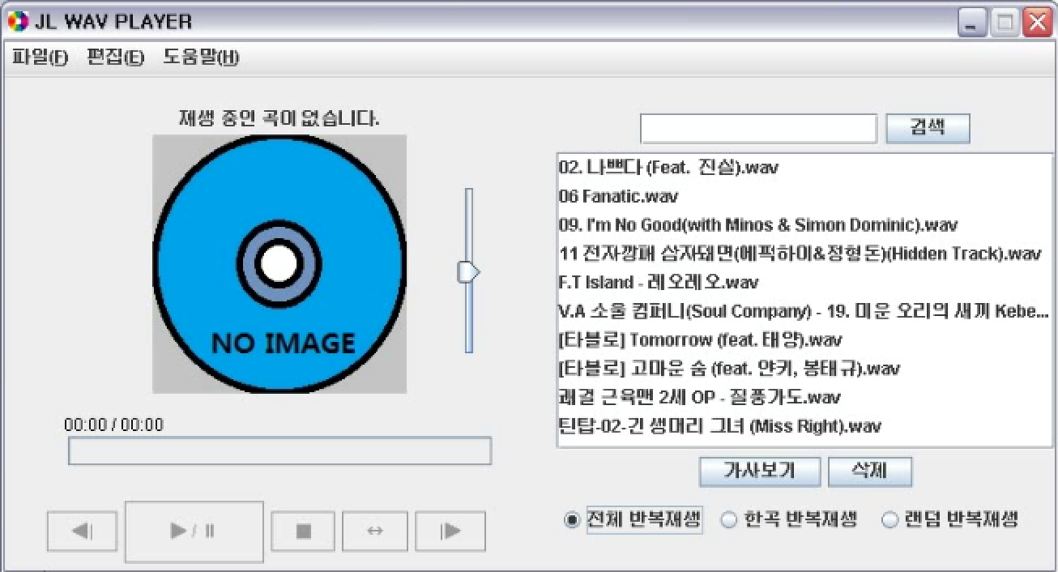 JL WAV PLAYER
파일(F) 편집(E) 도움말(H)
재생 중인 곡이 없습니다.
NO IMAGE
00:00 / 00:00
검색
02. 나쁘다 (Feat. 진실).wav
06 Fanatic.wav
09. I'm No Good(with Minos & Simon Dominic).wav
11 전자깡패 삼자돼면(에픽하이&정형돈)(Hidden Track).wav
F.T Island - 레오레오.wav
V.A 소울 컴퍼니(Soul Company) - 19. 미운 오리의 새끼 Kebe...
[타블로] Tomorrow (feat. 태양).wav
[타블로] 고마운 숨 (feat. 얀키, 봉태규).wav
쾌걸 근육맨 2세 OP - 질풍가도.wav
틴탑-02-긴 생머리 그녀 (Miss Right).wav
가사보기 삭제
전체 반복재생 한곡 반복재생 랜덤 반복재생